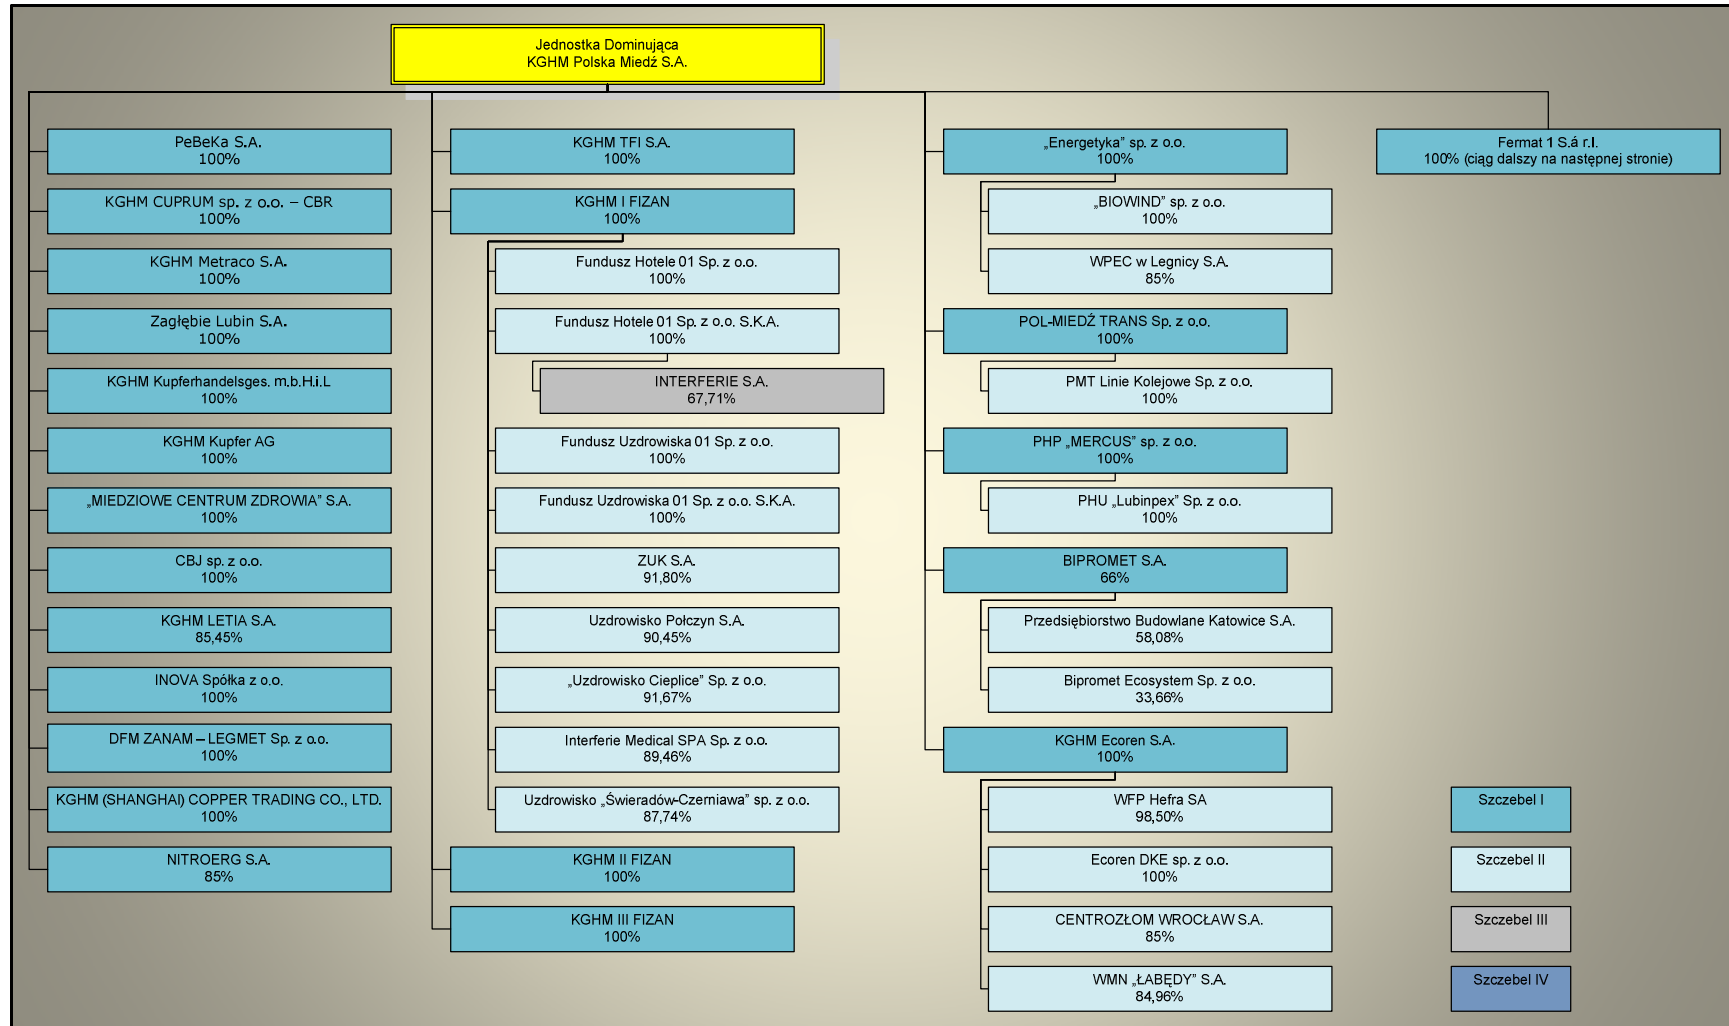 Jednostka Dominująca
KGHM Polska Miedź S.A.
PeBeKa S.A.
100%
KGHM CUPRUM sp. z o.o. – CBR
100%
KGHM Metraco S.A.
100%
Zagłębie Lubin S.A.
100%
KGHM Kupferhandelsges. m.b.H.i.L
100%
KGHM Kupfer AG
100%
„MIEDZIOWE CENTRUM ZDROWIA” S.A.
100%
CBJ sp. z o.o.
100%
KGHM LETIA S.A.
85,45%
INOVA Spółka z o.o.
100%
DFM ZANAM – LEGMET Sp. z o.o.
100%
KGHM (SHANGHAI) COPPER TRADING CO., LTD.
100%
NITROERG S.A.
85%
KGHM TFI S.A.
100%
KGHM I FIZAN
100%
Fundusz Hotele 01 Sp. z o.o.
100%
Fundusz Hotele 01 Sp. z o.o. S.K.A.
100%
INTERFERIE S.A.
67,71%
Fundusz Uzdrowiska 01 Sp. z o.o.
100%
Fundusz Uzdrowiska 01 Sp. z o.o. S.K.A.
100%
ZUK S.A.
91,80%
Uzdrowisko Połczyn S.A.
90,45%
„Uzdrowisko Cieplice” Sp. z o.o.
91,67%
Interferie Medical SPA Sp. z o.o.
89,46%
Uzdrowisko „Świeradów-Czerniawa” sp. z o.o.
87,74%
KGHM II FIZAN
100%
KGHM III FIZAN
100%
„Energetyka” sp. z o.o.
100%
„BIOWIND” sp. z o.o.
100%
WPEC w Legnicy S.A.
85%
POL-MIEDŹ TRANS Sp. z o.o.
100%
PMT Linie Kolejowe Sp. z o.o.
100%
PHP „MERCUS” sp. z o.o.
100%
PHU „Lubinpex” Sp. z o.o.
100%
BIPROMET S.A.
66%
Przedsiębiorstwo Budowlane Katowice S.A.
58,08%
Bipromet Ecosystem Sp. z o.o.
33,66%
KGHM Ecoren S.A.
100%
WFP Hefra SA
98,50%
Ecoren DKE sp. z o.o.
100%
CENTROZŁOM WROCŁAW S.A.
85%
WMN „ŁABĘDY” S.A.
84,96%
Fermat 1 S.á r.l.
100% (ciąg dalszy na następnej stronie)
Szczebel I
Szczebel II
Szczebel III
Szczebel IV